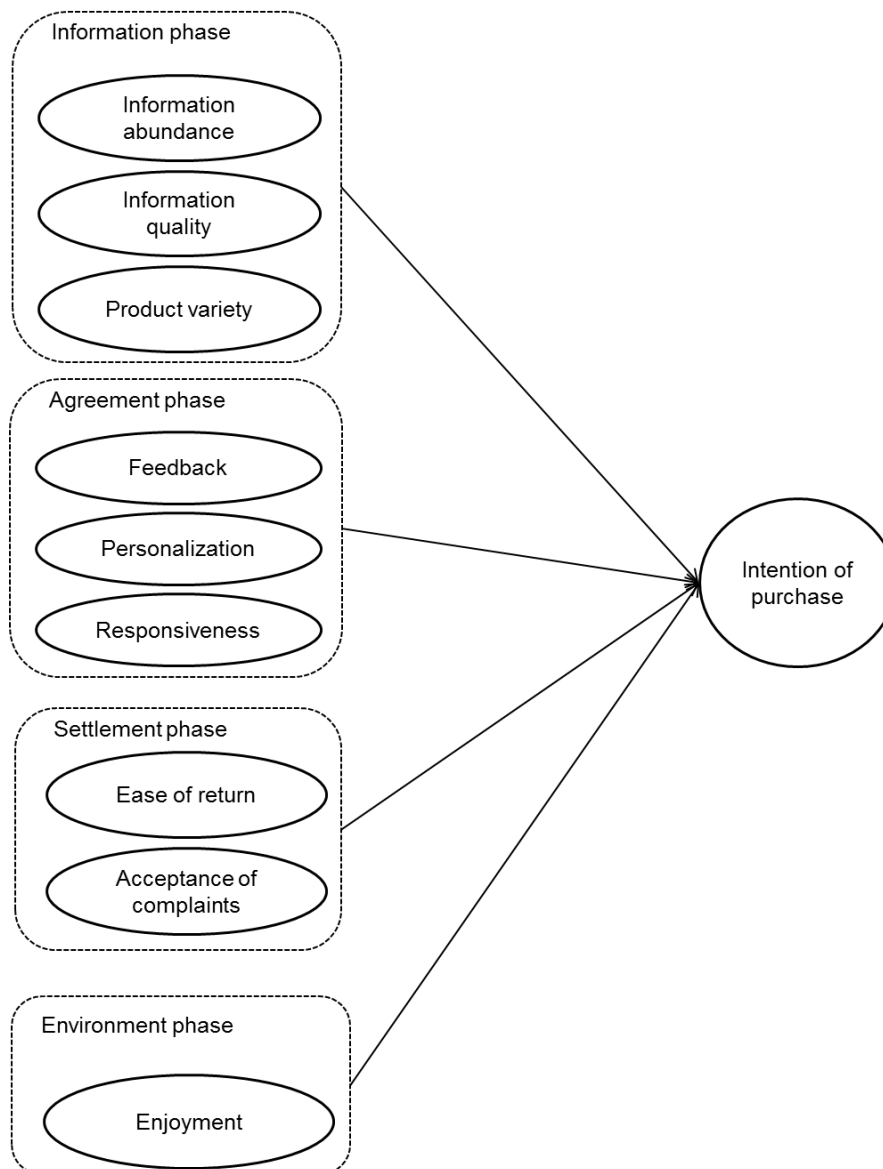 Information phase
Information
abundance
Information
quality
Product variety
Agreement phase
Feedback
Personalization
Responsiveness
Intention of
purchase
Settlement phase
Ease of return
Acceptance of
complaints
Environment phase
Enjoyment